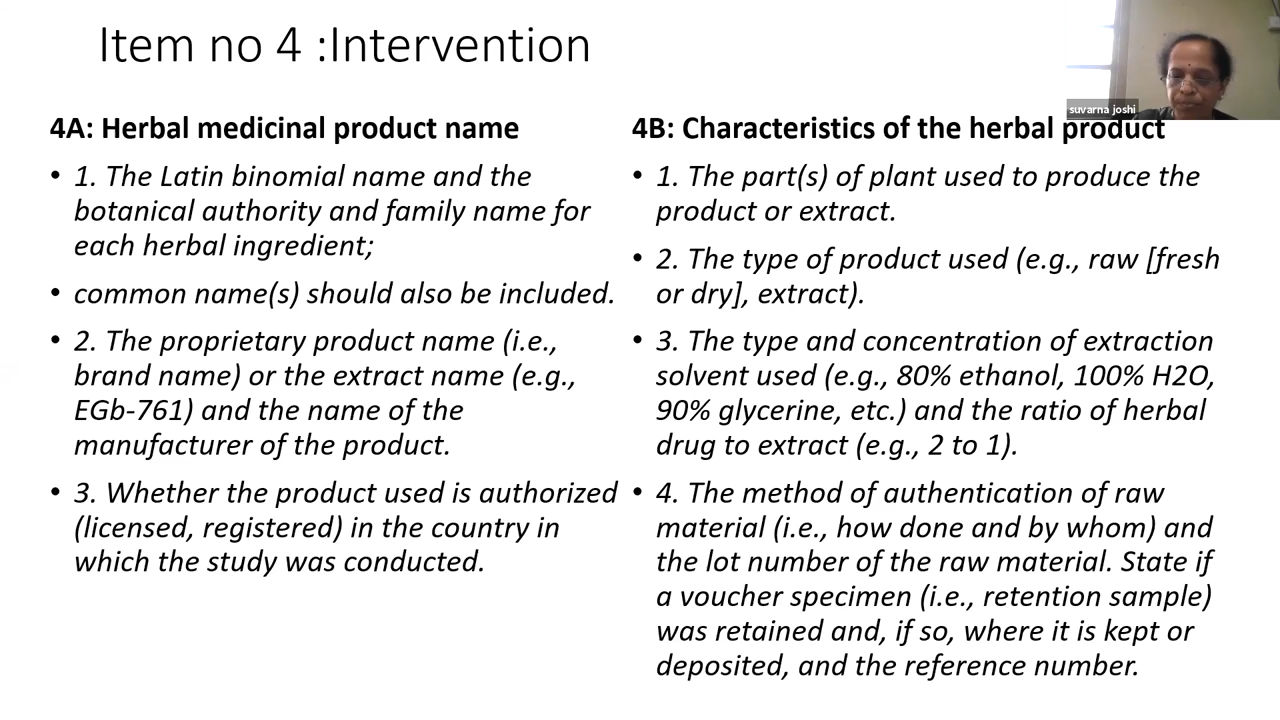 Item no 4 :Intervention
suvarna joshi
4A: Herbal medicinal product name
• 1. The Latin binomial name and the
botanical authority and family name for
each herbal ingredient;
• common name(s) should also be included.
• 2. The proprietary product name (i.e.,
brand name) or the extract name (e.g.,
EGb-761) and the name of the
manufacturer of the product.
• 3. Whether the product used is authorized
(licensed, registered) in the country in
which the study was conducted.
4B: Characteristics of the herbal product
• 1. The part(s) of plant used to produce the
product or extract.
• 2. The type of product used (e.g., raw [fresh
or dry], extract).
• 3. The type and concentration of extraction
solvent used (e.g., 80% ethanol, 100% H2O,
90% glycerine, etc.) and the ratio of herbal
drug to extract (e.g., 2 to 1).
• 4. The method of authentication of raw
material (i.e., how done and by whom) and
the lot number of the raw material. State if
a voucher specimen (i.e., retention sample)
was retained and, if so, where it is kept or
deposited, and the reference number.